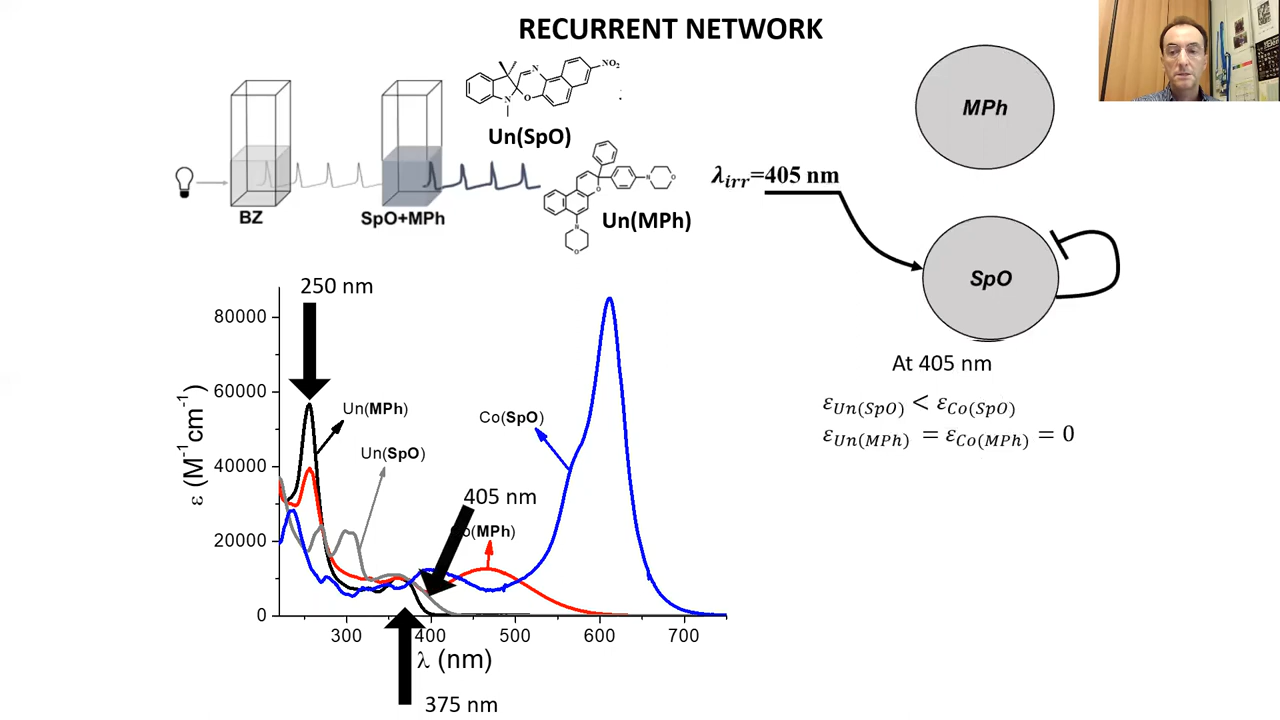 RECURRENT NETWORK
Un(SpO)
NO2
N
O
N
BZ
SpO+MPh
Un(MPh)
N
O
O
N
O
λirr=405 nm
MPh
SpO
At 405 nm
εUn(SpO) < εCo(SpO)
εUn(MPh) = εCo(MPh) = 0
250 nm
Un(MPh)
Un(SpO)
Co(SpO)
405 nm
Co(MPh)
375 nm
ε (M-1cm-1)
80000
60000
40000
20000
0
300 400 500 600 700
λ (nm)